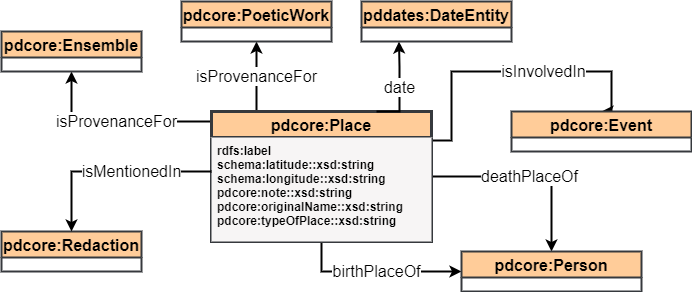 pdcore:PoeticWork
pddates:DateEntity
pdcore:Ensemble
isProvenanceFor
isInvolvedIn
date
isProvenanceFor
pdcore:Place
pdcore:Event
rdfs:label
schema:latitude::xsd:string
schema:longitude::xsd:string
pdcore:note::xsd:string
pdcore:originalName::xsd:string
pdcore:typeOfPlace::xsd:string
isMentionedIn
deathPlaceOf
pdcore:Redaction
birthPlaceOf
pdcore:Person